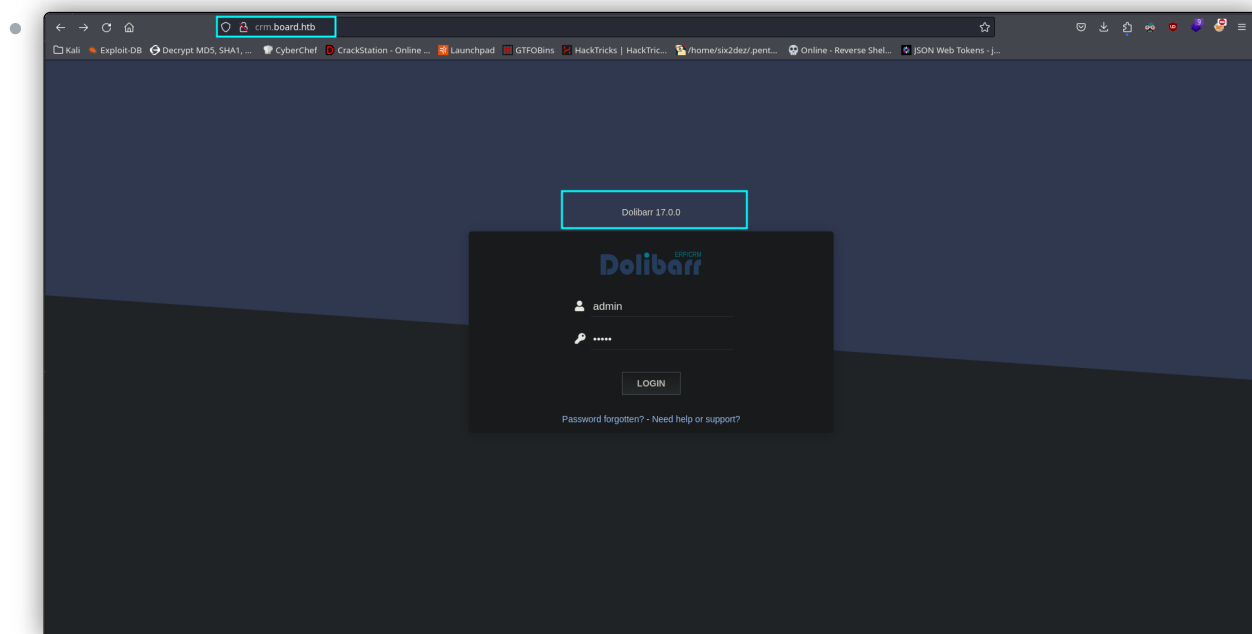 crm.board.htb
Kali Exploit-DB Decrypt MD5, SHA1, ... CyberChef CrackStation - Online ... Launchpad GTFOBins HackTricks | HackTric... /home/six2dez/.pent... Online - Reverse Shel... JSON Web Tokens - j...
Dolibarr 17.0.0
Dolibarr ERP/CRM
admin
•••••
LOGIN
Password forgotten? - Need help or support?